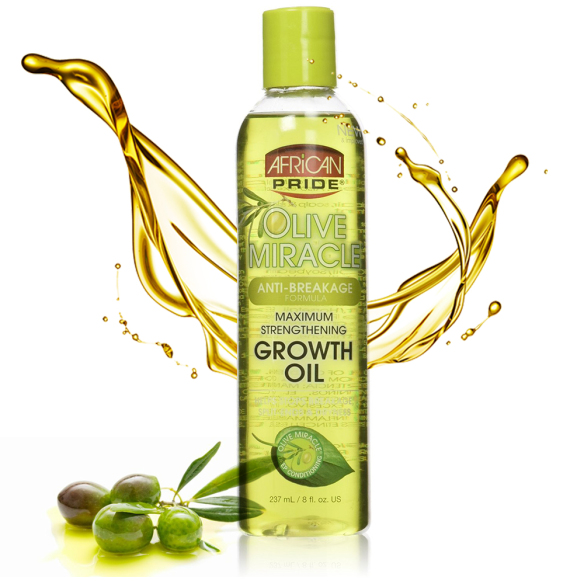 AFRICAN
PRIDE®
OLIVE
MIRACLE
ANTI-BREAKAGE
FORMULA
MAXIMUM
STRENGTHENING
GROWTH
OIL
OLIVE MIRACLE
237 mL / 8 fl. oz. US